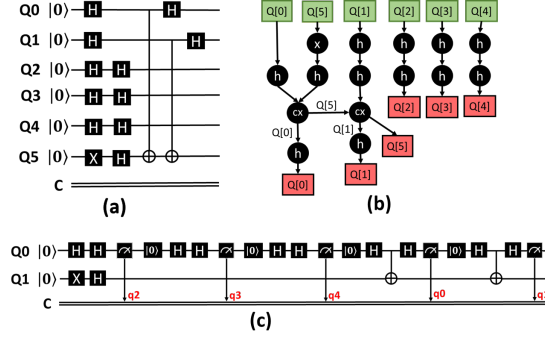 Q0 |0⟩ H H
Q1 |0⟩ H H
Q2 |0⟩ H H
Q3 |0⟩ H H
Q4 |0⟩ H H
Q5 |0⟩ X H
C
(a)
Q[0] Q[5] Q[1] Q[2] Q[3] Q[4]
x h h h h
h h h h h h
Q[2] Q[3] Q[4]
cx Q[5] cx
Q[0] Q[1]
h h Q[5]
Q[0] Q[1]
(b)
Q0 |0⟩ H H |0⟩ H H |0⟩ H H |0⟩ H H |0⟩ H H
Q1 |0⟩ X H
C q2 q3 q4 q0
(c)